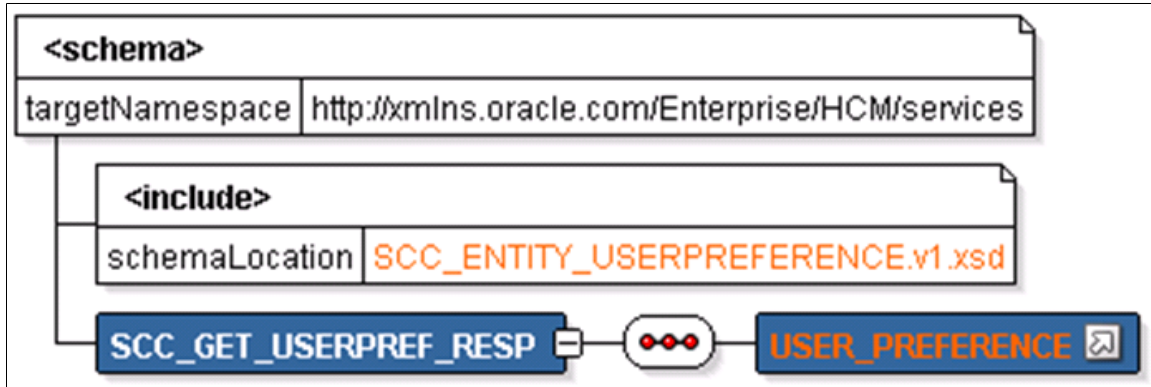 <schema>
targetNamespace http://xmlns.oracle.com/Enterprise/HCM/services
<include>
schemaLocation SCC_ENTITY_USERPREFERENCE.v1.xsd
SCC_GET_USERPREF_RESP USER_PREFERENCE